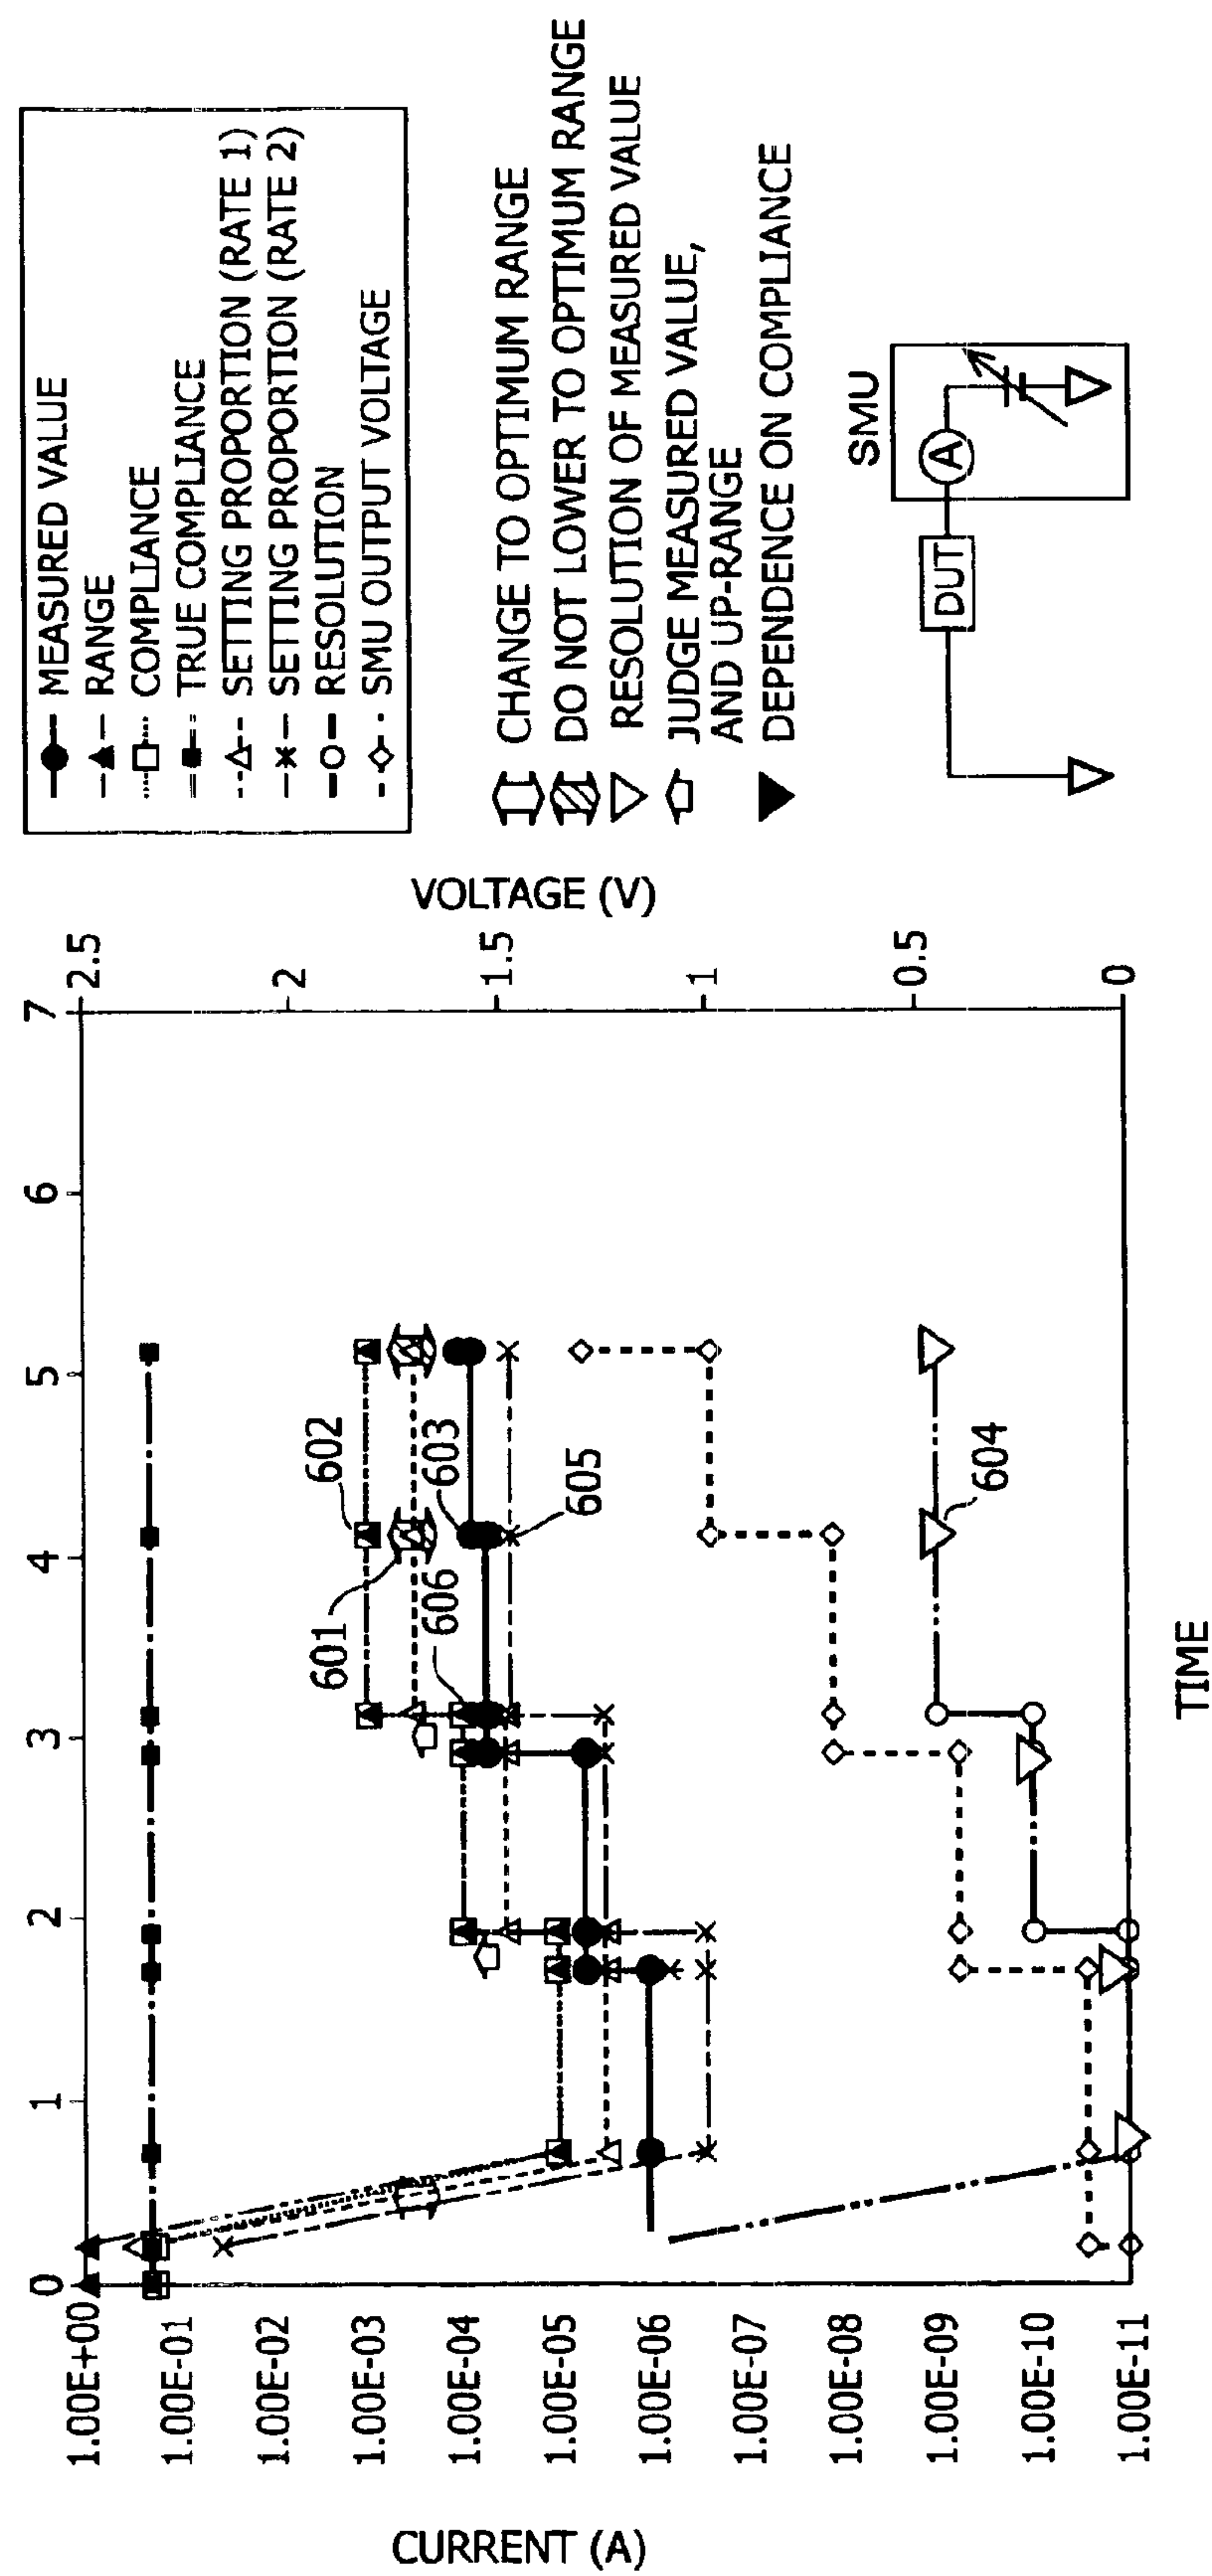 CURRENT (A)
1.00E+00
1.00E-01
1.00E-02
1.00E-03
1.00E-04
1.00E-05
1.00E-06
1.00E-07
1.00E-08
1.00E-09
1.00E-10
1.00E-11
0
1
2
3
4
5
6
7
TIME
601
602
603
606
605
604
2.5
2
1.5
1
0.5
0
VOLTAGE (V)
MEASURED VALUE
RANGE
COMPLIANCE
TRUE COMPLIANCE
SETTING PROPORTION (RATE 1)
SETTING PROPORTION (RATE 2)
RESOLUTION
SMU OUTPUT VOLTAGE
CHANGE TO OPTIMUM RANGE
DO NOT LOWER TO OPTIMUM RANGE
RESOLUTION OF MEASURED VALUE
JUDGE MEASURED VALUE,
AND UP-RANGE
DEPENDENCE ON COMPLIANCE
SMU
DUT
A